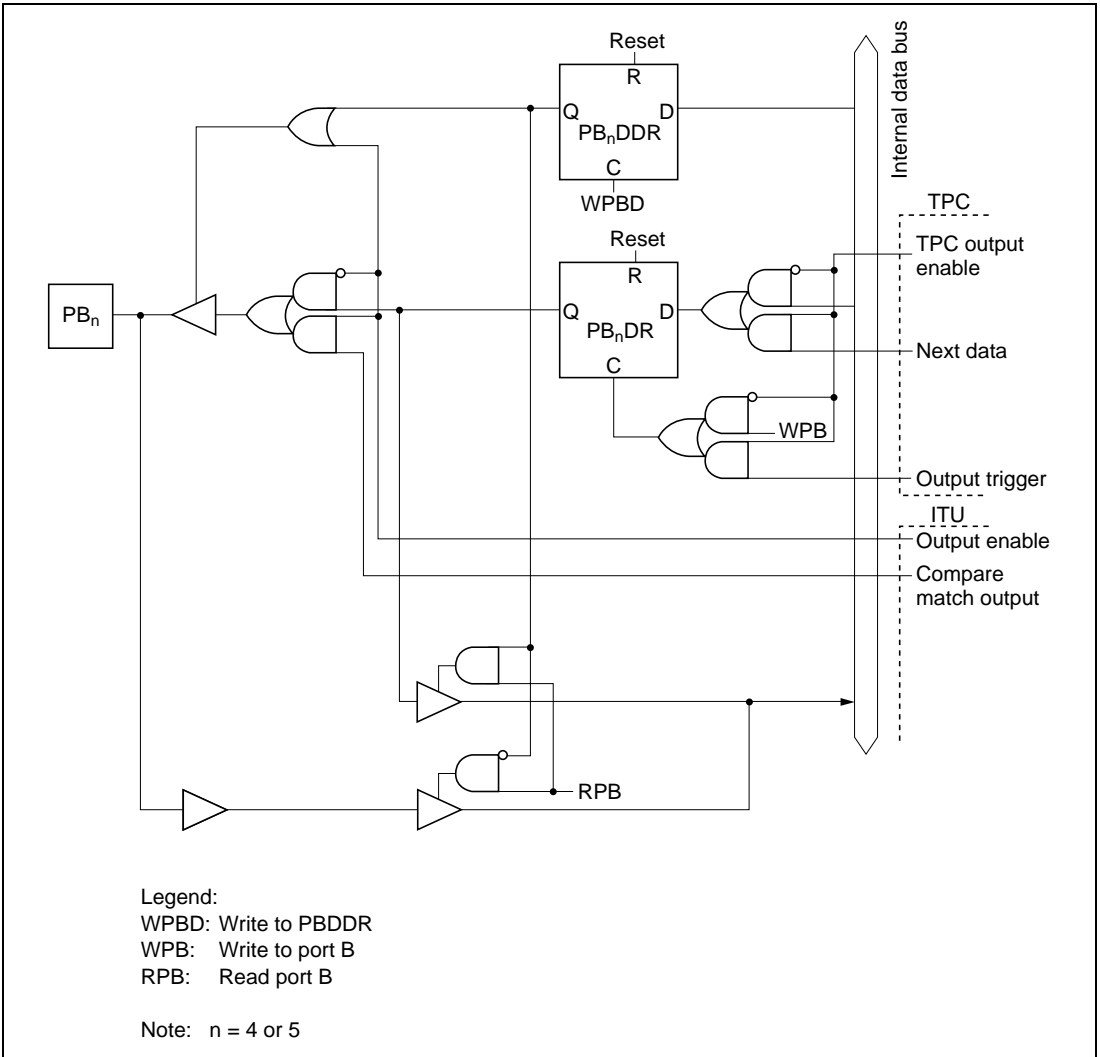 Reset
R
Q
D
PBnDDR
C
WPBD
Internal data bus
TPC
Reset
R
Q
D
PBnDR
C
TPC output
enable
PBn
Next data
WPB
Output trigger
ITU
Output enable
Compare
match output
RPB
Legend:
WPBD: Write to PBDDR
WPB: Write to port B
RPB: Read port B
Note: n = 4 or 5